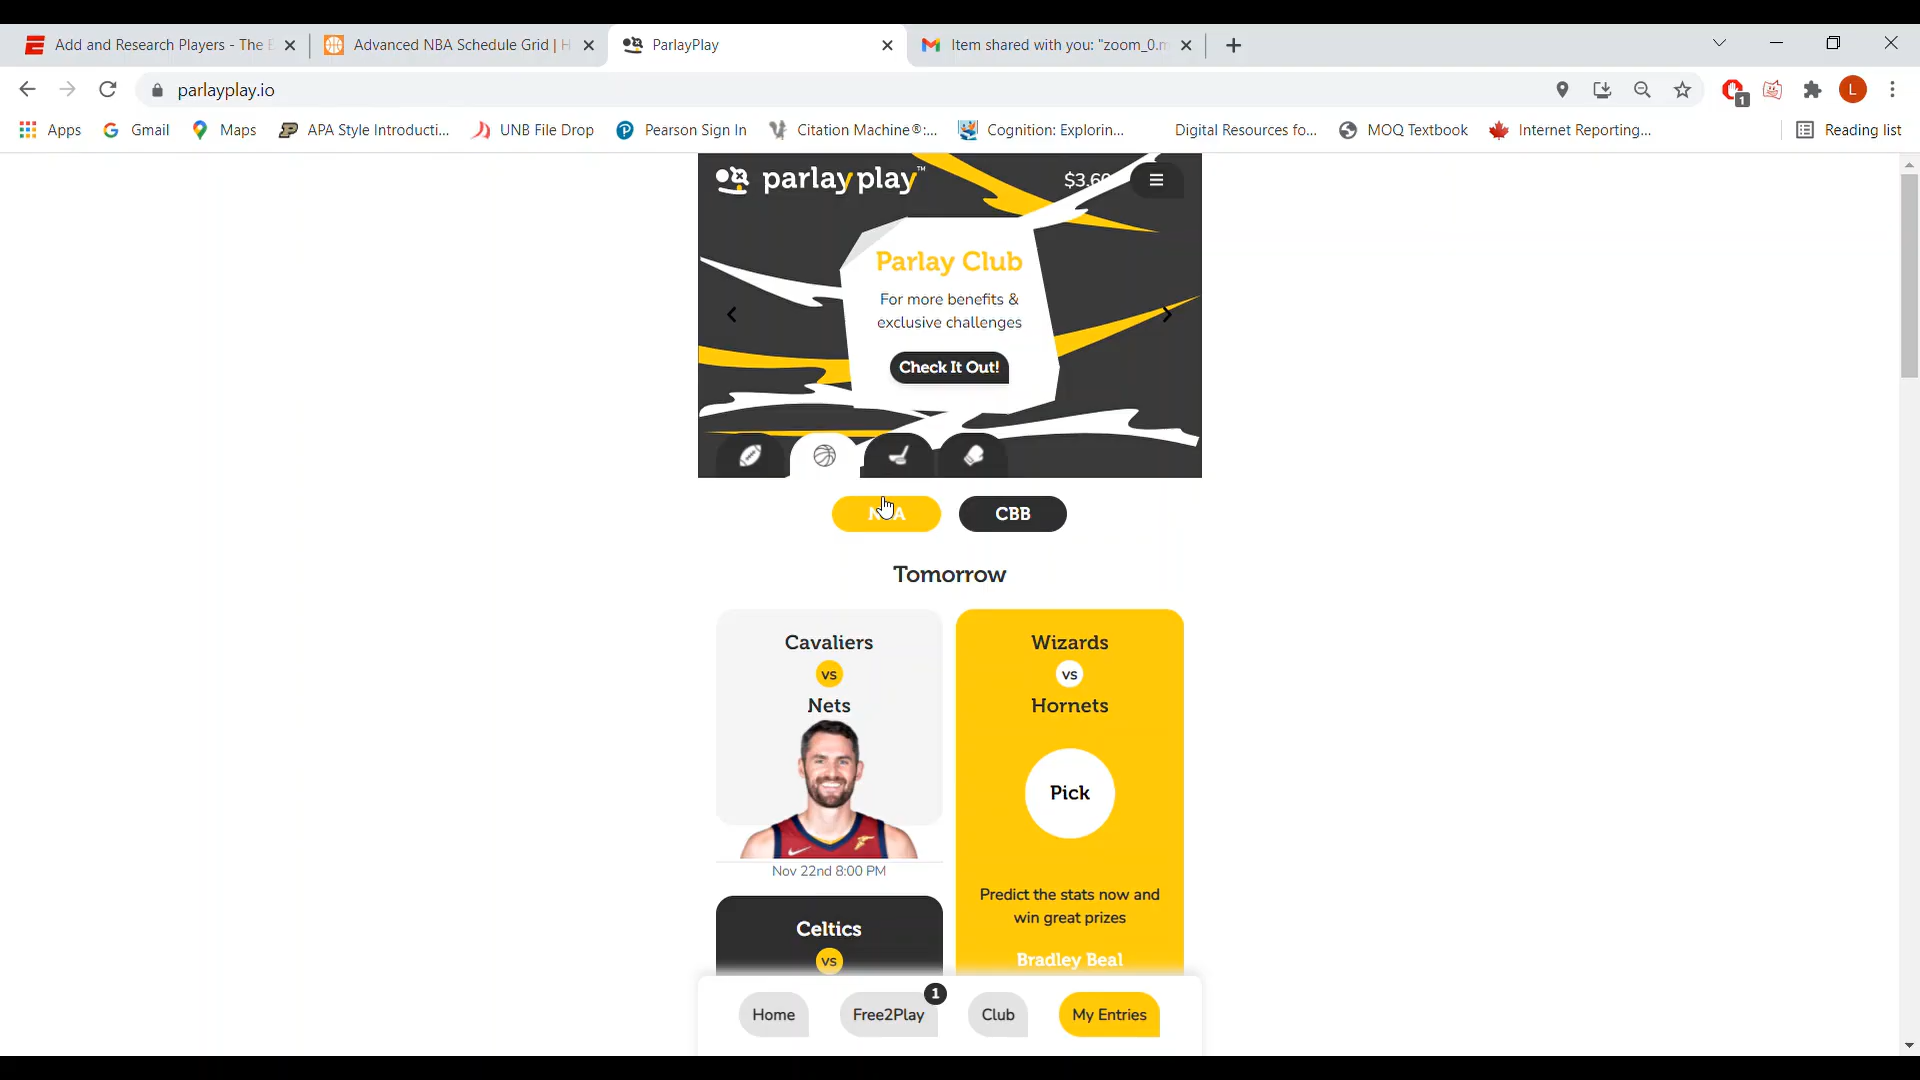 Add and Research Players - The
Advanced NBA Schedule Grid |
ParlayPlay
Item shared with you: "zoom_0.m
parlayplay.io
1
L
Apps
Gmail
Maps
APA Style Introducti...
UNB File Drop
Pearson Sign In
Citation Machine®:...
Cognition: Explorin...
Digital Resources fo...
MOQ Textbook
Internet Reporting...
Reading list
parlayplay™
Parlay Club
For more benefits &
exclusive challenges
Check It Out!
CBB
Tomorrow
Cavaliers
vs
Nets
Nov 22nd 8:00 PM
Wizards
vs
Hornets
Pick
Predict the stats now and
win great prizes
Bradley Beal
Celtics
vs
Home
Free2Play
1
Club
My Entries